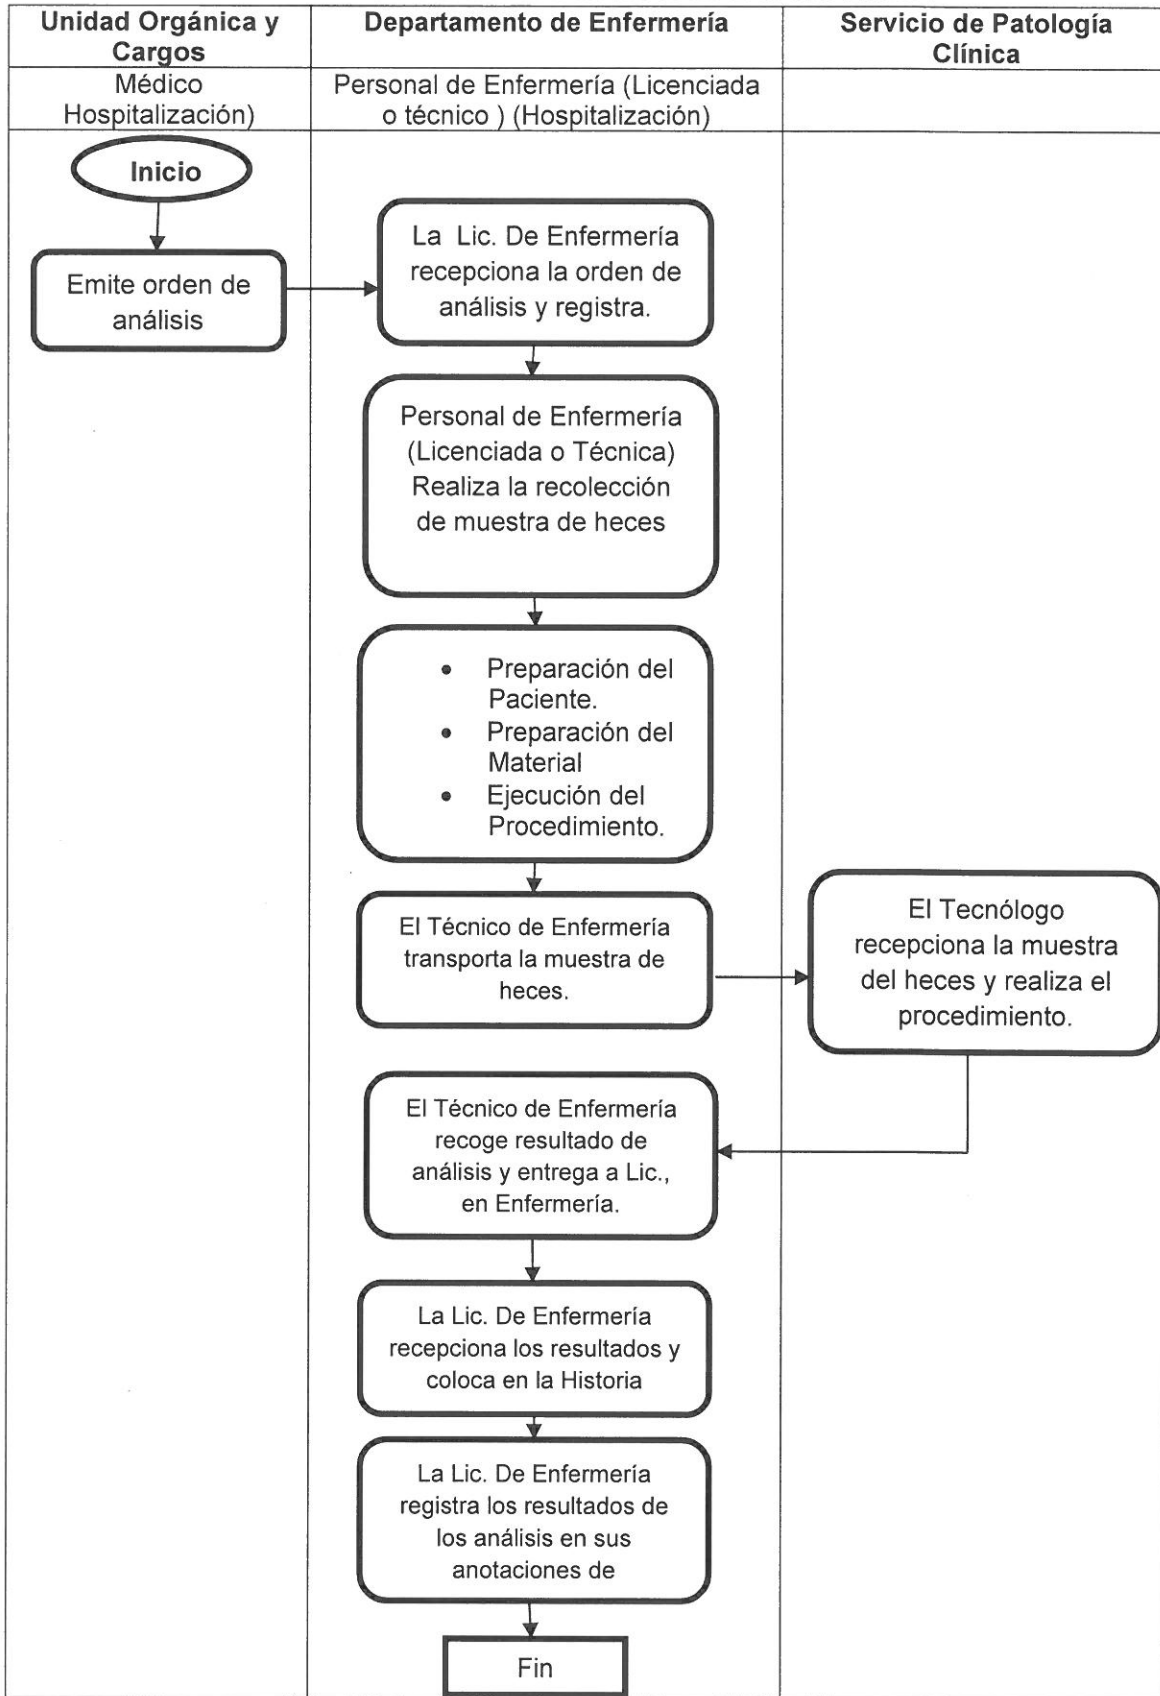 Unidad Orgánica y
Cargos
Departamento de Enfermería
Servicio de Patología
Clínica
Médico
Hospitalización)
Personal de Enfermería (Licenciada
o técnico ) (Hospitalización)
Inicio
Emite orden de
análisis
La Lic. De Enfermería
recepciona la orden de
análisis y registra.
Personal de Enfermería
(Licenciada o Técnica)
Realiza la recolección
de muestra de heces
• Preparación del
Paciente.
• Preparación del
Material
• Ejecución del
Procedimiento.
El Técnico de Enfermería
transporta la muestra de
heces.
El Tecnólogo
recepciona la muestra
del heces y realiza el
procedimiento.
El Técnico de Enfermería
recoge resultado de
análisis y entrega a Lic.,
en Enfermería.
La Lic. De Enfermería
recepciona los resultados y
coloca en la Historia
La Lic. De Enfermería
registra los resultados de
los análisis en sus
anotaciones de
Fin